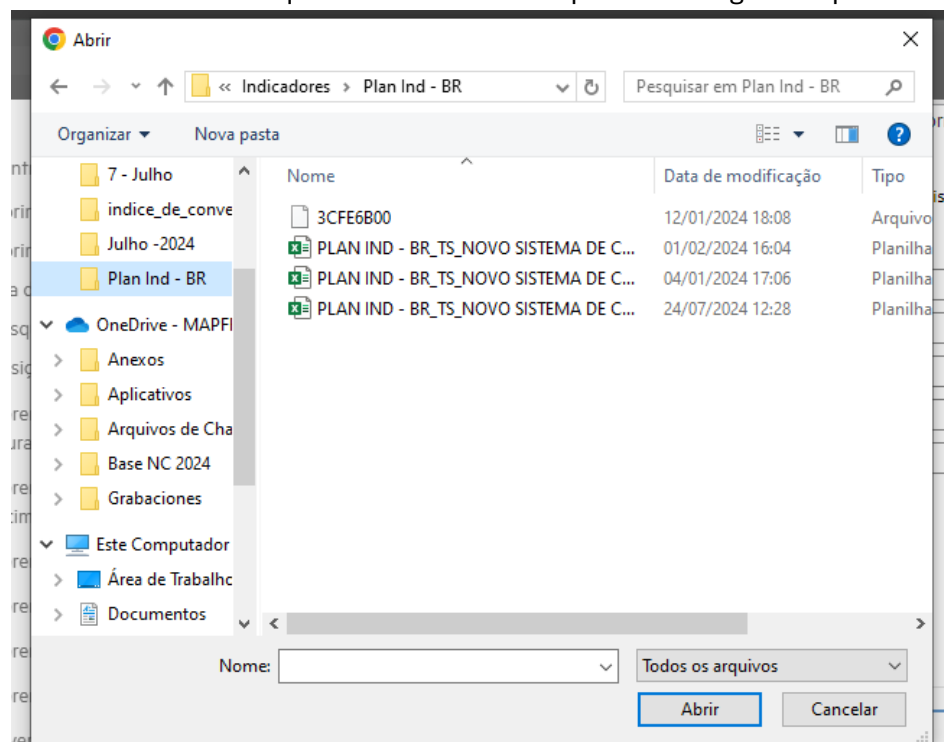 Abrir
« Indicadores > Plan Ind - BR
Pesquisar em Plan Ind - BR
Organizar
Nova pasta
?
7 - Julho
indice_de_conve
Julho -2024
Plan Ind - BR
OneDrive - MAPFI
Anexos
Aplicativos
Arquivos de Cha
Base NC 2024
Grabaciones
Este Computador
Área de Trabalhc
Documentos
Nome Data de modificação Tipo
3CFE6B00 12/01/2024 18:08 Arquivo
PLAN IND - BR_TS_NOVO SISTEMA DE C... 01/02/2024 16:04 Planilha
PLAN IND - BR_TS_NOVO SISTEMA DE C... 04/01/2024 17:06 Planilha
PLAN IND - BR_TS_NOVO SISTEMA DE C... 24/07/2024 12:28 Planilha
Nome:
Todos os arquivos
Abrir
Cancelar